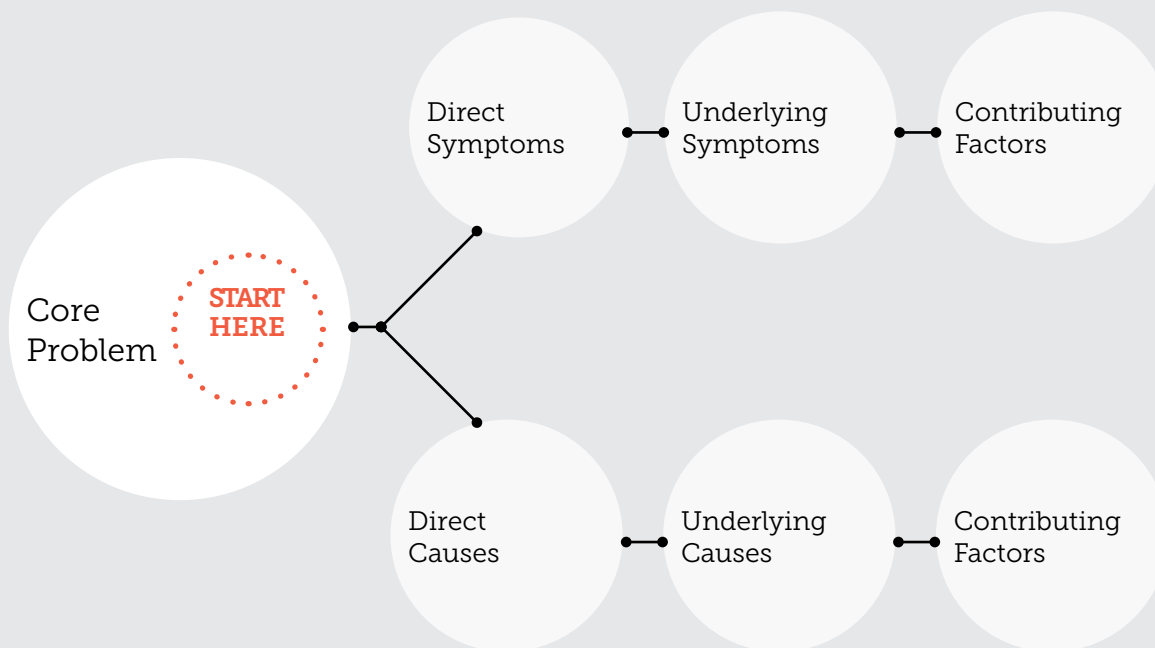 Core
Problem
START
HERE
Direct
Symptoms
Underlying
Symptoms
Contributing
Factors
Direct
Causes
Underlying
Causes
Contributing
Factors